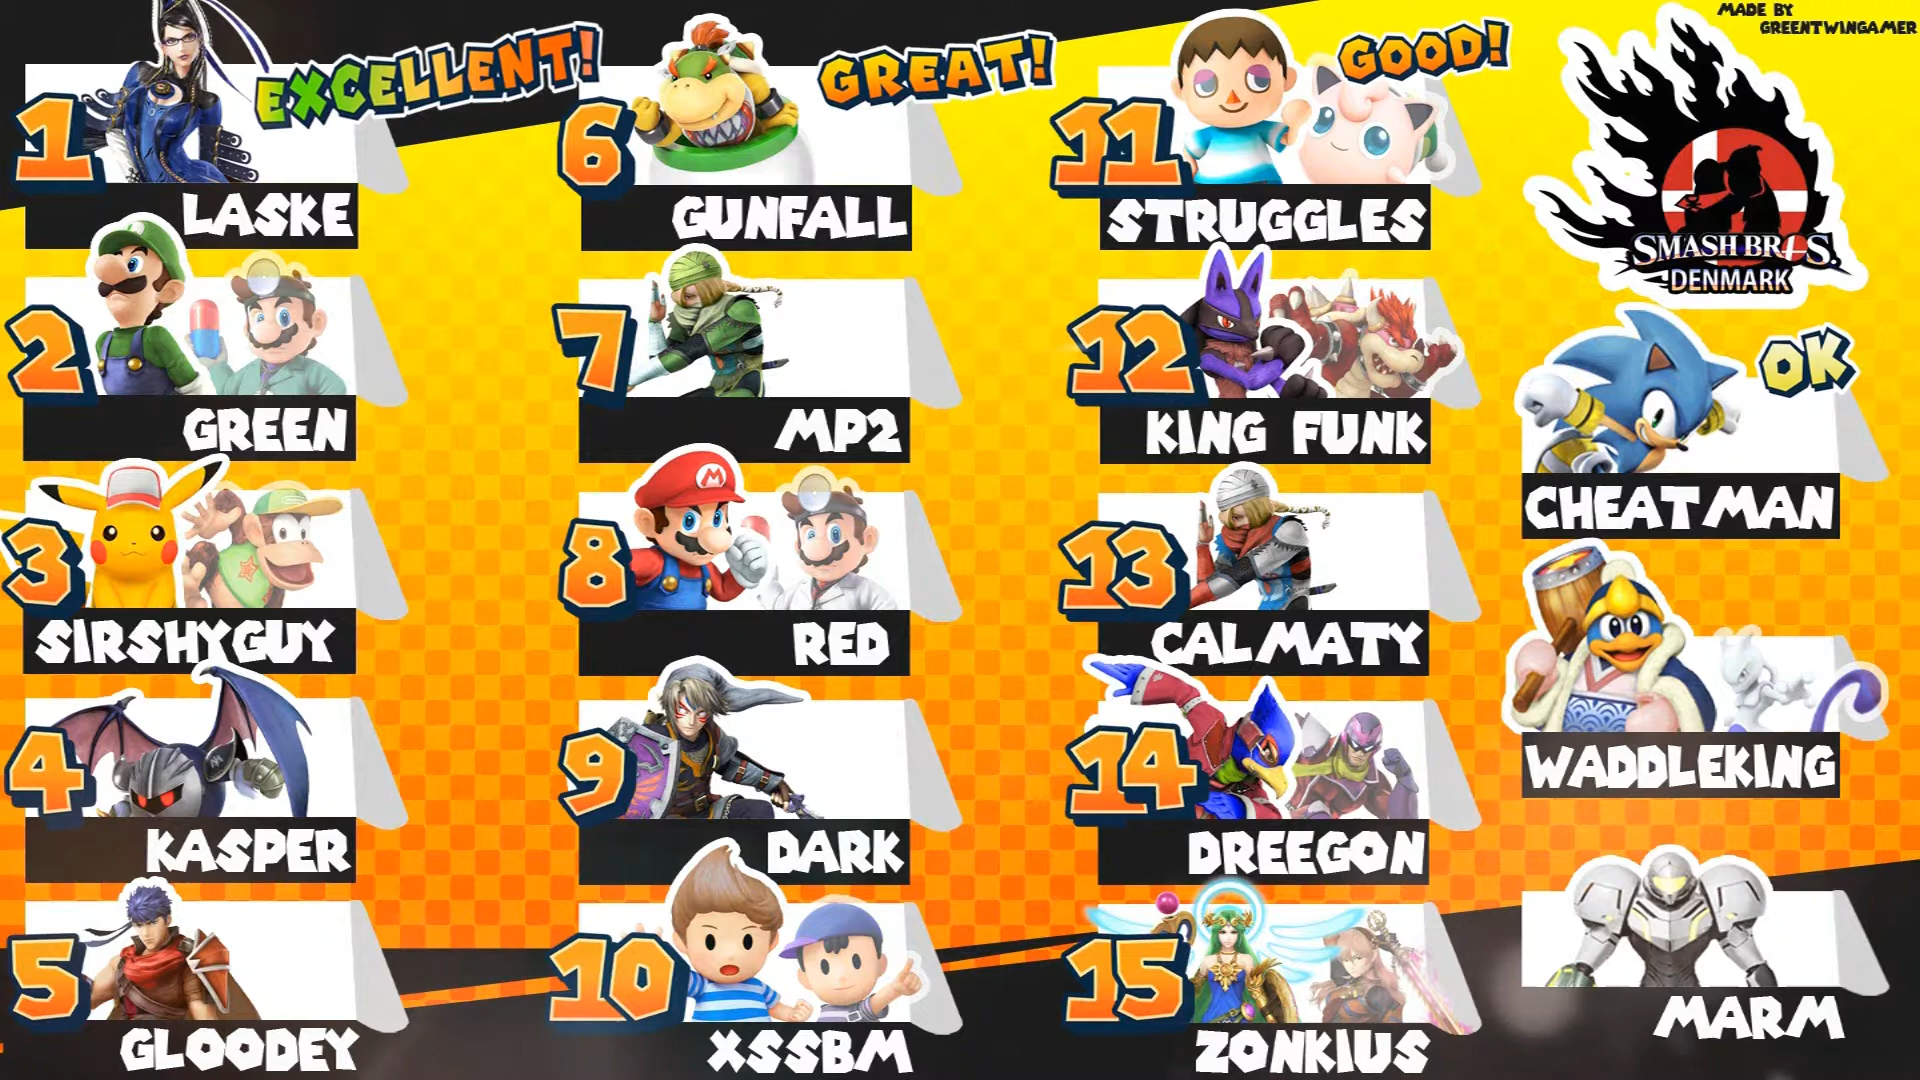 MADE BY
GREENTWINGAMER
EXCELLENT!
1
LASKE
2
GREEN
3
SIRSHYGUY
4
KASPER
5
GLOODEY
GREAT!
6
GUNFALL
7
MP2
8
RED
9
DARK
10
XSSBM
GOOD!
11
STRUGGLES
12
KING FUNK
13
CALMATY
14
DREEGON
15
ZONKIUS
SMASH BROS.
DENMARK
OK
CHEATMAN
WADDLEKING
MARM